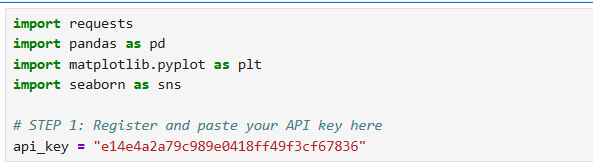 import requests
import pandas as pd
import matplotlib.pyplot as plt
import seaborn as sns
# STEP 1: Register and paste your API key here
api_key = "e14e4a2a79c989e0418ff49f3cf67836"